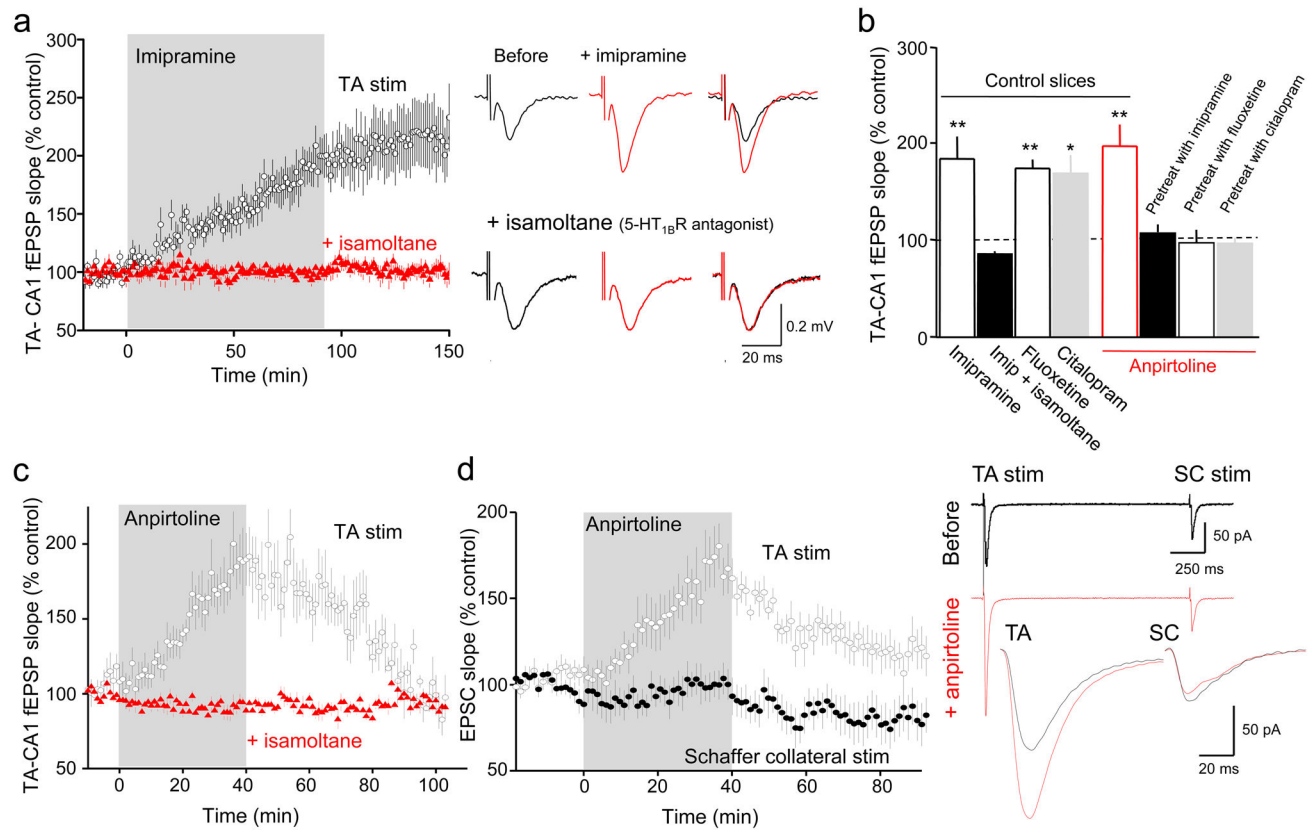 a
TA- CA1 fEPSP slope (% control)
300
250
200
150
100
50
Imipramine
TA stim
+ isamoltane
0
50
100
150
Time (min)
Before
+ imipramine
+ isamoltane (5-HT1BR antagonist)
0.2 mV
20 ms
b
TA-CA1 fEPSP slope (% control)
300
200
100
0
Control slices
**
**
*
**
Pretreat with imipramine
Pretreat with fluoxetine
Pretreat with citalopram
Imipramine
Imip + isamoltane
Fluoxetine
Citalopram
Anpirtoline
c
TA-CA1 fEPSP slope (% control)
200
150
100
50
Anpirtoline
TA stim
+ isamoltane
0
20
40
60
80
100
Time (min)
d
EPSC slope (% control)
200
150
100
50
Anpirtoline
TA stim
Schaffer collateral stim
0
20
40
60
80
Time (min)
TA stim
SC stim
Before
50 pA
250 ms
+ anpirtoline
TA
SC
50 pA
20 ms